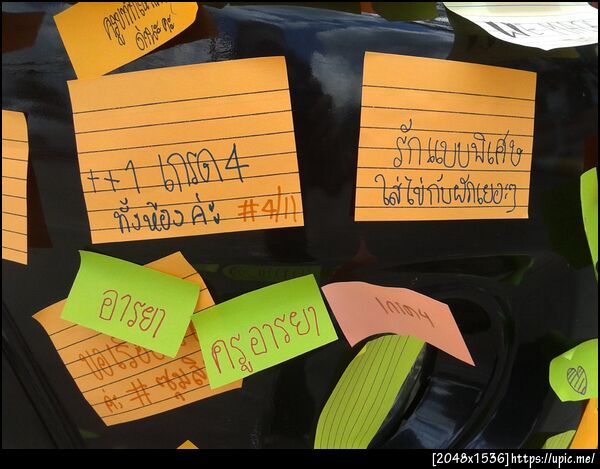 ++1 เกรด 4
ทั้งห้อง ค่ะ #4/11
รักแบบพิเศษ
ใส่ไข่กับผักเยอะๆ
อารยา
ครูอารยา
เกรด4
ค่ะ #
[2048x1536]https://upic.me/